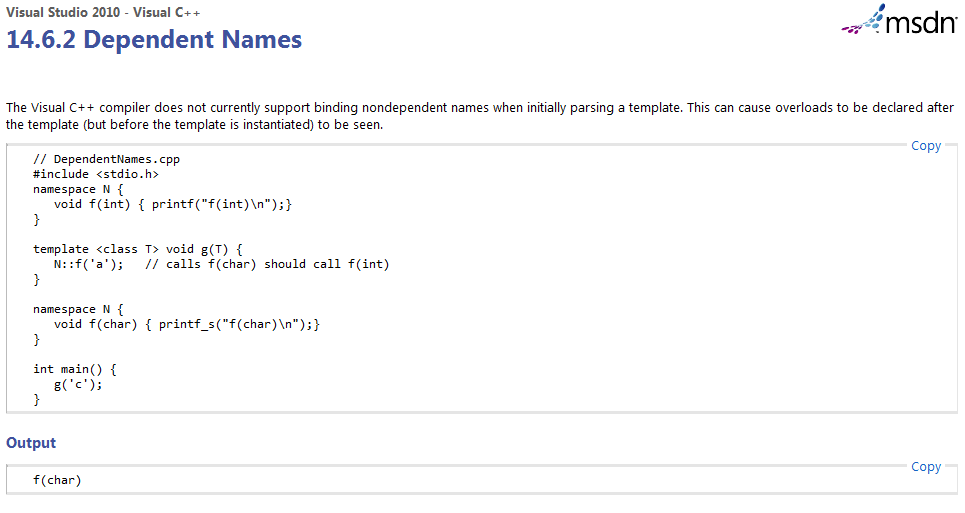 Visual Studio 2010 - Visual C++
msdn
14.6.2 Dependent Names
The Visual C++ compiler does not currently support binding nondependent names when initially parsing a template. This can cause overloads to be declared after
the template (but before the template is instantiated) to be seen.
Copy
// DependentNames.cpp
#include <stdio.h>
namespace N {
   void f(int) { printf("f(int)\n");}
}

template <class T> void g(T) {
   N::f('a');   // calls f(char) should call f(int)
}

namespace N {
   void f(char) { printf_s("f(char)\n");}
}

int main() {
   g('c');
}
Output
Copy
f(char)